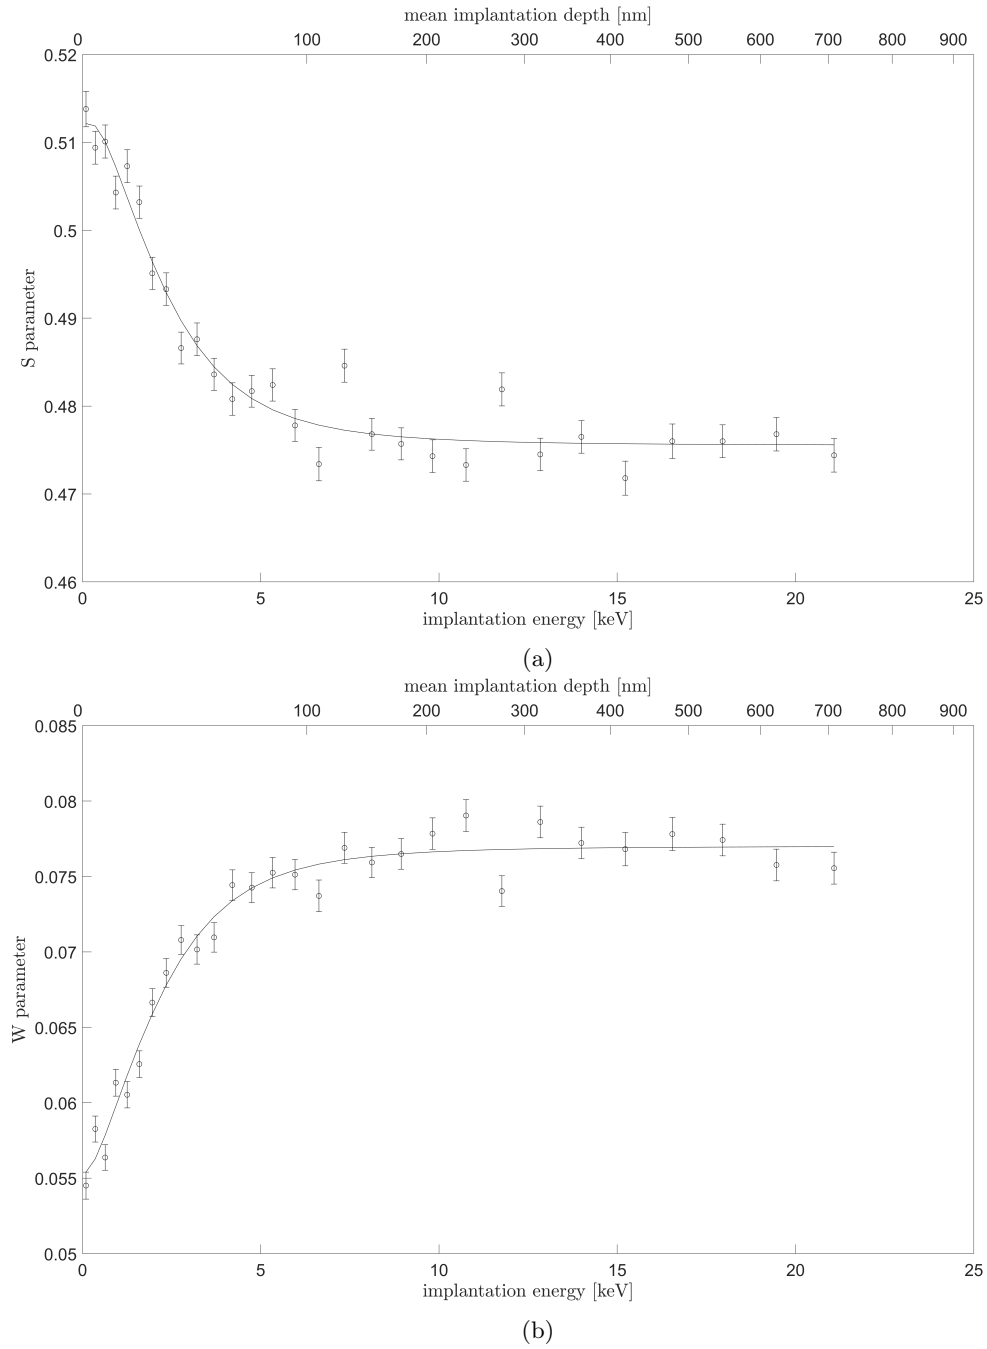 mean implantation depth [nm]
0 100 200 300 400 500 600 700 800 900
0.52
0.51
0.5
0.49
0.48
0.47
0.46
S parameter
0 5 10 15 20 25
implantation energy [keV]
(a)
mean implantation depth [nm]
0 100 200 300 400 500 600 700 800 900
0.085
0.08
0.075
0.07
0.065
0.06
0.055
0.05
W parameter
0 5 10 15 20 25
implantation energy [keV]
(b)